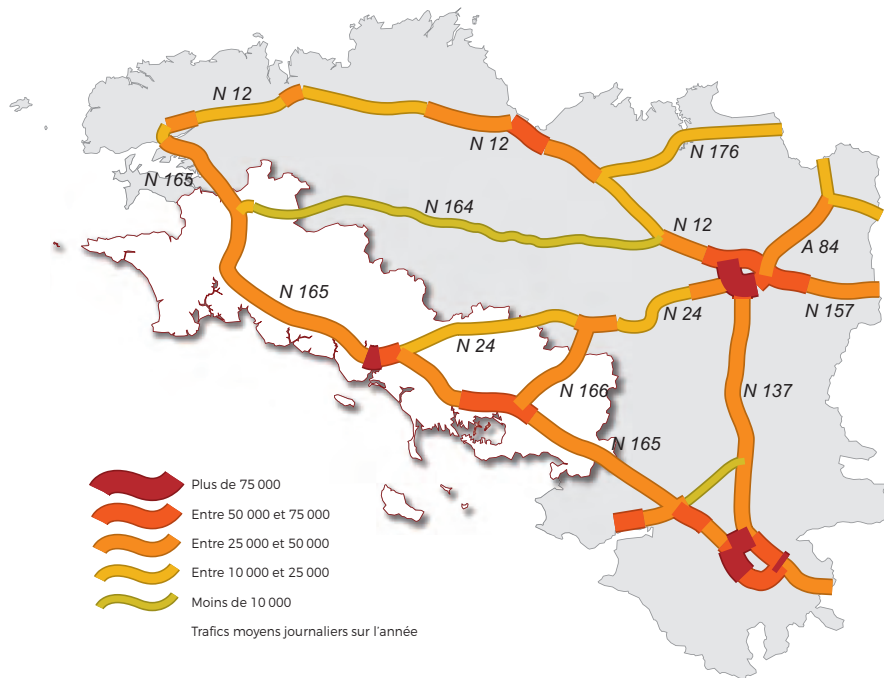 N 12
N 12
N 176
N 165
N 164
N 12
A 84
N 165
N 157
N 24
N 24
N 166
N 137
N 165
Plus de 75 000
Entre 50 000 et 75 000
Entre 25 000 et 50 000
Entre 10 000 et 25 000
Moins de 10 000
Trafics moyens journaliers sur l'année